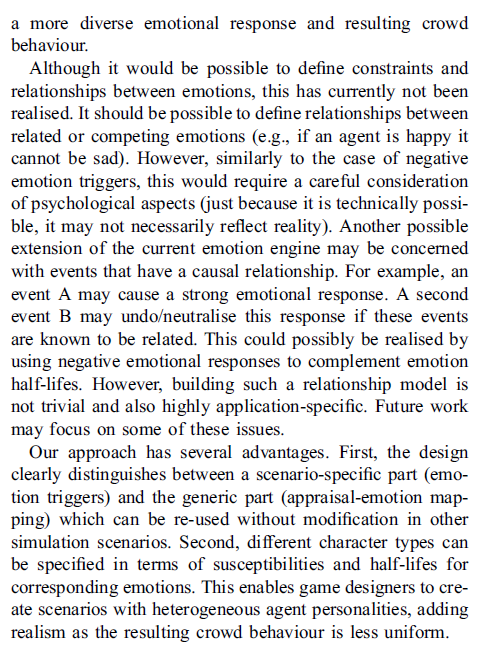 a more diverse emotional response and resulting crowd
behaviour.
Although it would be possible to define constraints and
relationships between emotions, this has currently not been
realised. It should be possible to define relationships between
related or competing emotions (e.g., if an agent is happy it
cannot be sad). However, similarly to the case of negative
emotion triggers, this would require a careful consideration
of psychological aspects (just because it is technically possi-
ble, it may not necessarily reflect reality). Another possible
extension of the current emotion engine may be concerned
with events that have a causal relationship. For example, an
event A may cause a strong emotional response. A second
event B may undo/neutralise this response if these events
are known to be related. This could possibly be realised by
using negative emotional responses to complement emotion
half-lifes. However, building such a relationship model is
not trivial and also highly application-specific. Future work
may focus on some of these issues.
Our approach has several advantages. First, the design
clearly distinguishes between a scenario-specific part (emo-
tion triggers) and the generic part (appraisal-emotion map-
ping) which can be re-used without modification in other
simulation scenarios. Second, different character types can
be specified in terms of susceptibilities and half-lifes for
corresponding emotions. This enables game designers to cre-
ate scenarios with heterogeneous agent personalities, adding
realism as the resulting crowd behaviour is less uniform.